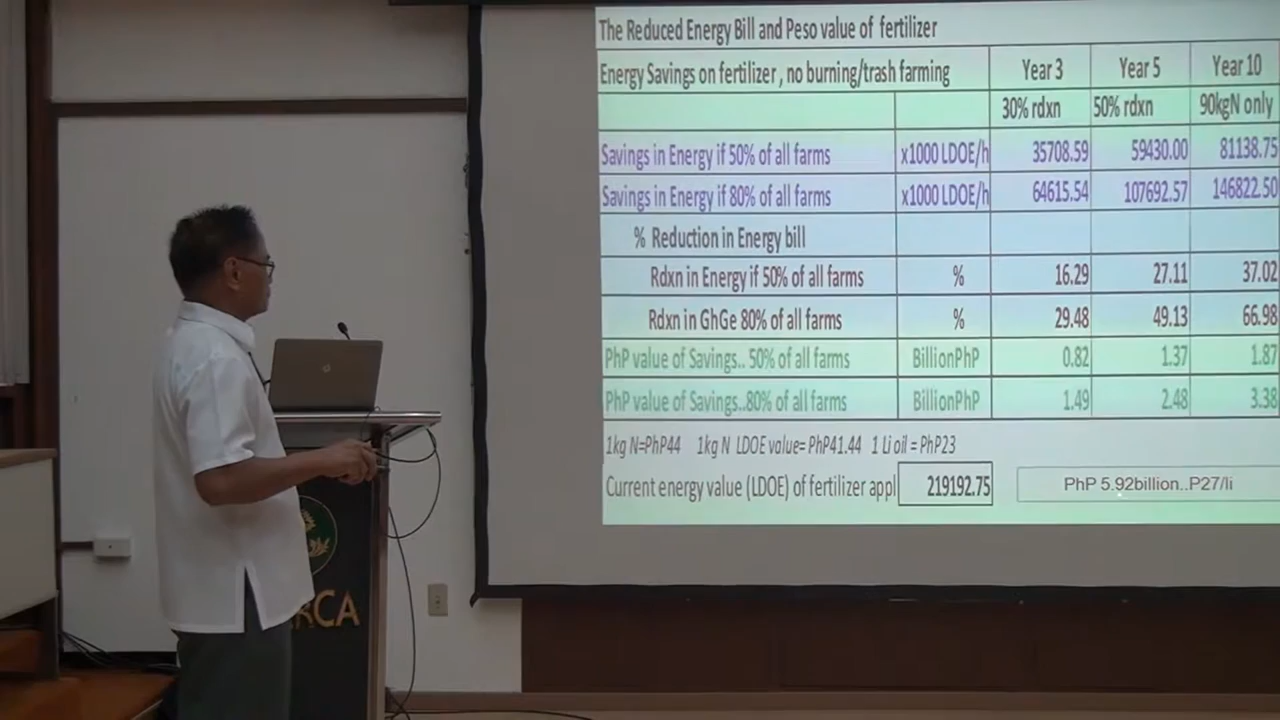 The Reduced Energy Bill and Peso value of fertilizer
Energy Savings on fertilizer , no burning/trash farming Year 3 Year 5 Year 10
30% rdxn 50% rdxn 90kgN only
Savings in Energy if 50% of all farms x1000 LDOE/h 35708.59 59430.00 81138.75
Savings in Energy if 80% of all farms x1000 LDOE/h 64615.54 107692.57 146822.50
% Reduction in Energy bill
Rdxn in Energy if 50% of all farms % 16.29 27.11 37.02
Rdxn in GhGe 80% of all farms % 29.48 49.13 66.98
PhP value of Savings.. 50% of all farms BillionPhP 0.82 1.37 1.87
PhP value of Savings..80% of all farms BillionPhP 1.49 2.48 3.38
1kg N=PhP44 1kg N LDOE value= PhP41.44 1 Li oil = PhP23
Current energy value (LDOE) of fertilizer appl 219192.75 PhP 5.92billion..P27/li
RCA